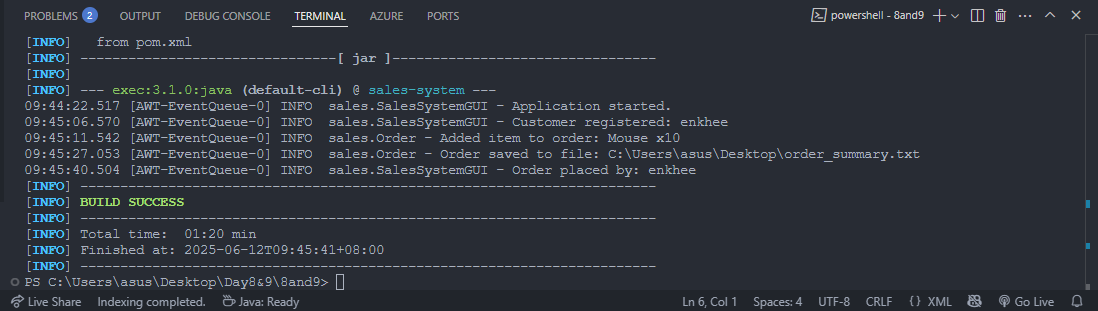 PROBLEMS 2 OUTPUT DEBUG CONSOLE TERMINAL AZURE PORTS powershell - 8and9
[INFO]   from pom.xml
[INFO] --------------------------------[ jar ]---------------------------------
[INFO]
[INFO] --- exec:3.1.0:java (default-cli) @ sales-system ---
09:44:22.517 [AWT-EventQueue-0] INFO  sales.SalesSystemGUI - Application started.
09:45:06.570 [AWT-EventQueue-0] INFO  sales.SalesSystemGUI - Customer registered: enkhee
09:45:11.542 [AWT-EventQueue-0] INFO  sales.Order - Added item to order: Mouse x10
09:45:27.053 [AWT-EventQueue-0] INFO  sales.Order - Order saved to file: C:\Users\asus\Desktop\order_summary.txt
09:45:40.504 [AWT-EventQueue-0] INFO  sales.SalesSystemGUI - Order placed by: enkhee
[INFO] ------------------------------------------------------------------------
[INFO] BUILD SUCCESS
[INFO] ------------------------------------------------------------------------
[INFO] Total time:  01:20 min
[INFO] Finished at: 2025-06-12T09:45:41+08:00
[INFO] ------------------------------------------------------------------------
PS C:\Users\asus\Desktop\Day8&9\8and9>
Live Share Indexing completed. Java: Ready Ln 6, Col 1 Spaces: 4 UTF-8 CRLF {} XML Go Live